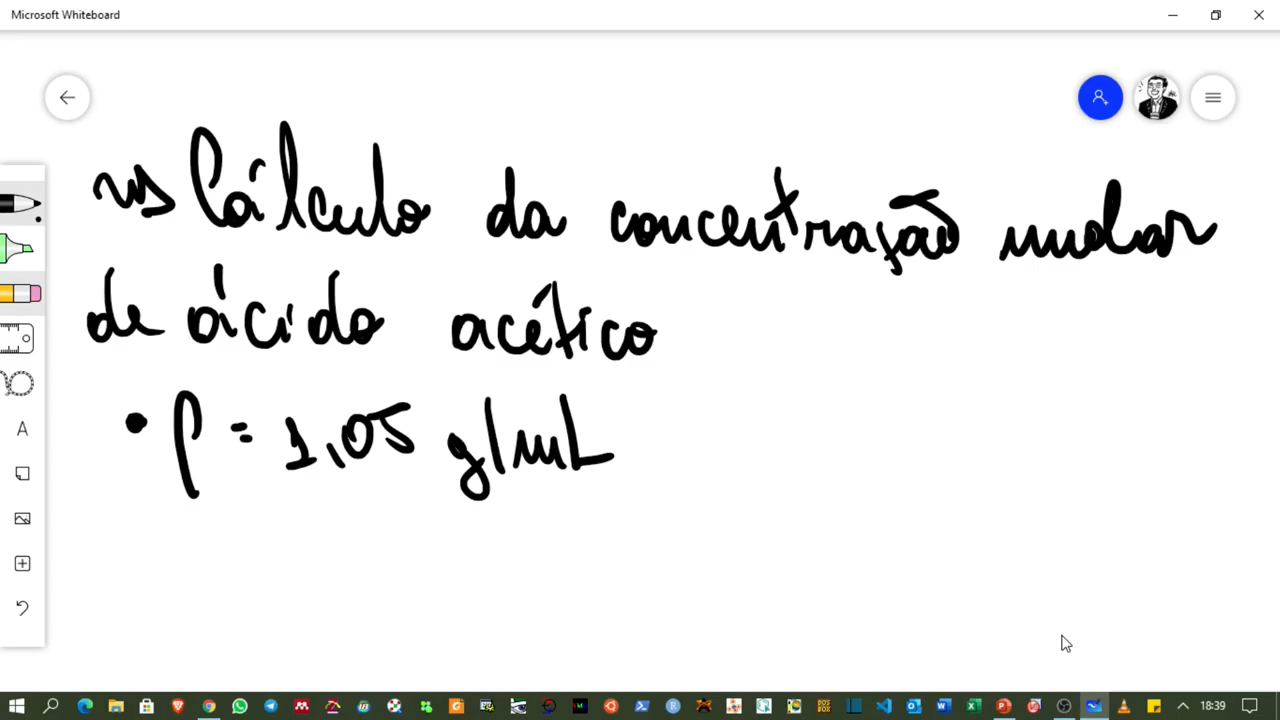 Microsoft Whiteboard
Cálculo da concentração molar
de ácido acético
• ρ = 1,05 g/mL
A
18:39